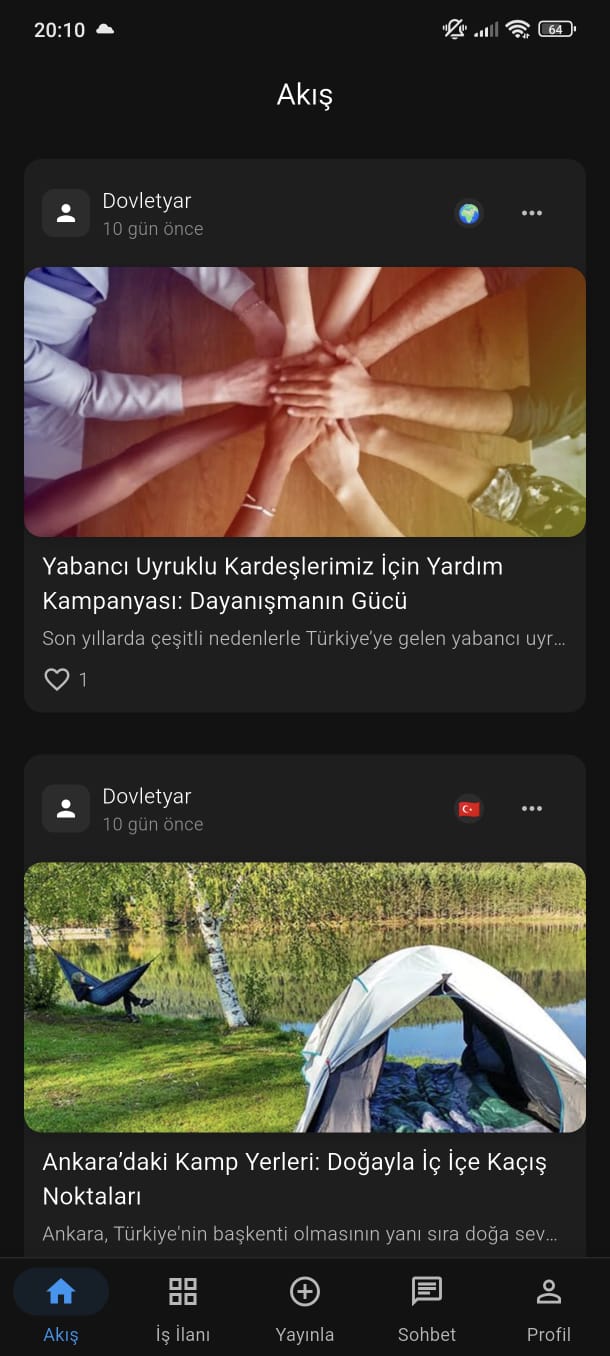 20:10
64
Akış
Dovletyar
10 gün önce
Yabancı Uyruklu Kardeşlerimiz İçin Yardım
Kampanyası: Dayanışmanın Gücü
Son yıllarda çeşitli nedenlerle Türkiye’ye gelen yabancı uyr...
1
Dovletyar
10 gün önce
Ankara’daki Kamp Yerleri: Doğayla İç İçe Kaçış
Noktaları
Ankara, Türkiye'nin başkenti olmasının yanı sıra doğa sev...
Akış
İş İlanı
Yayınla
Sohbet
Profil